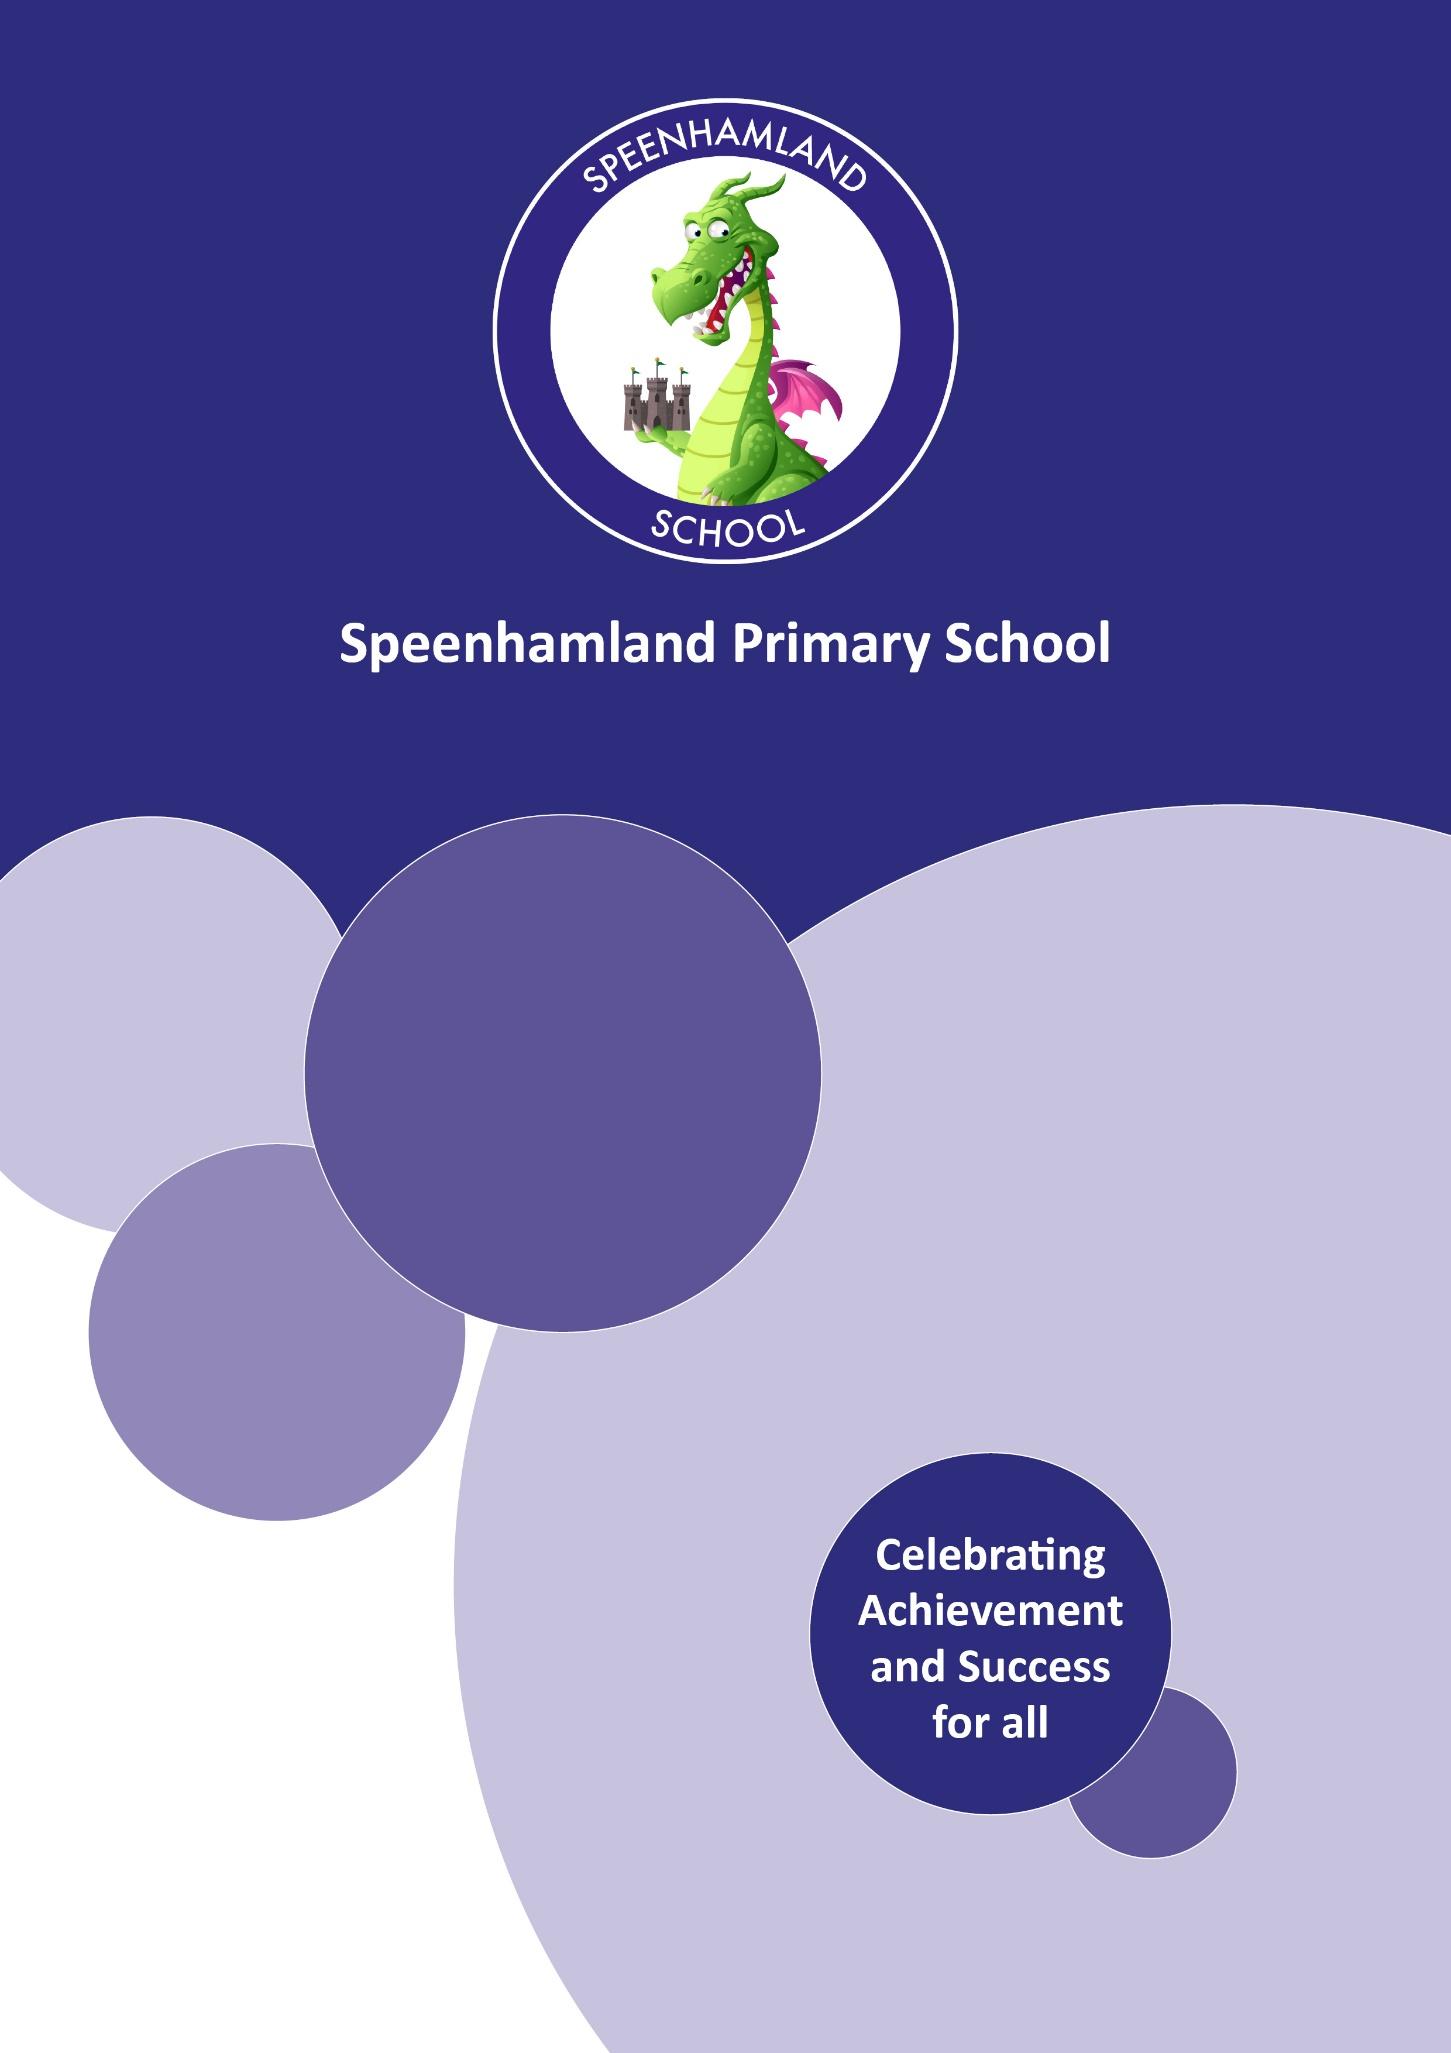 SPEENHAMLAND
SCHOOL
Speenhamland Primary School
Celebrating
Achievement
and Success
for all